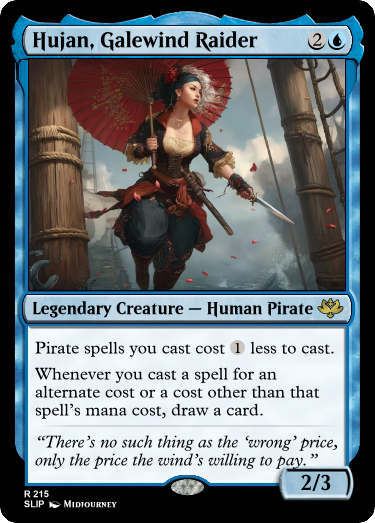 Hujan, Galewind Raider 2
Legendary Creature — Human Pirate
Pirate spells you cast cost 1 less to cast.
Whenever you cast a spell for an
alternate cost or a cost other than that
spell's mana cost, draw a card.
“There's no such thing as the ‘wrong’ price,
only the price the wind's willing to pay.”
2/3
R 215
SLIP Midjourney